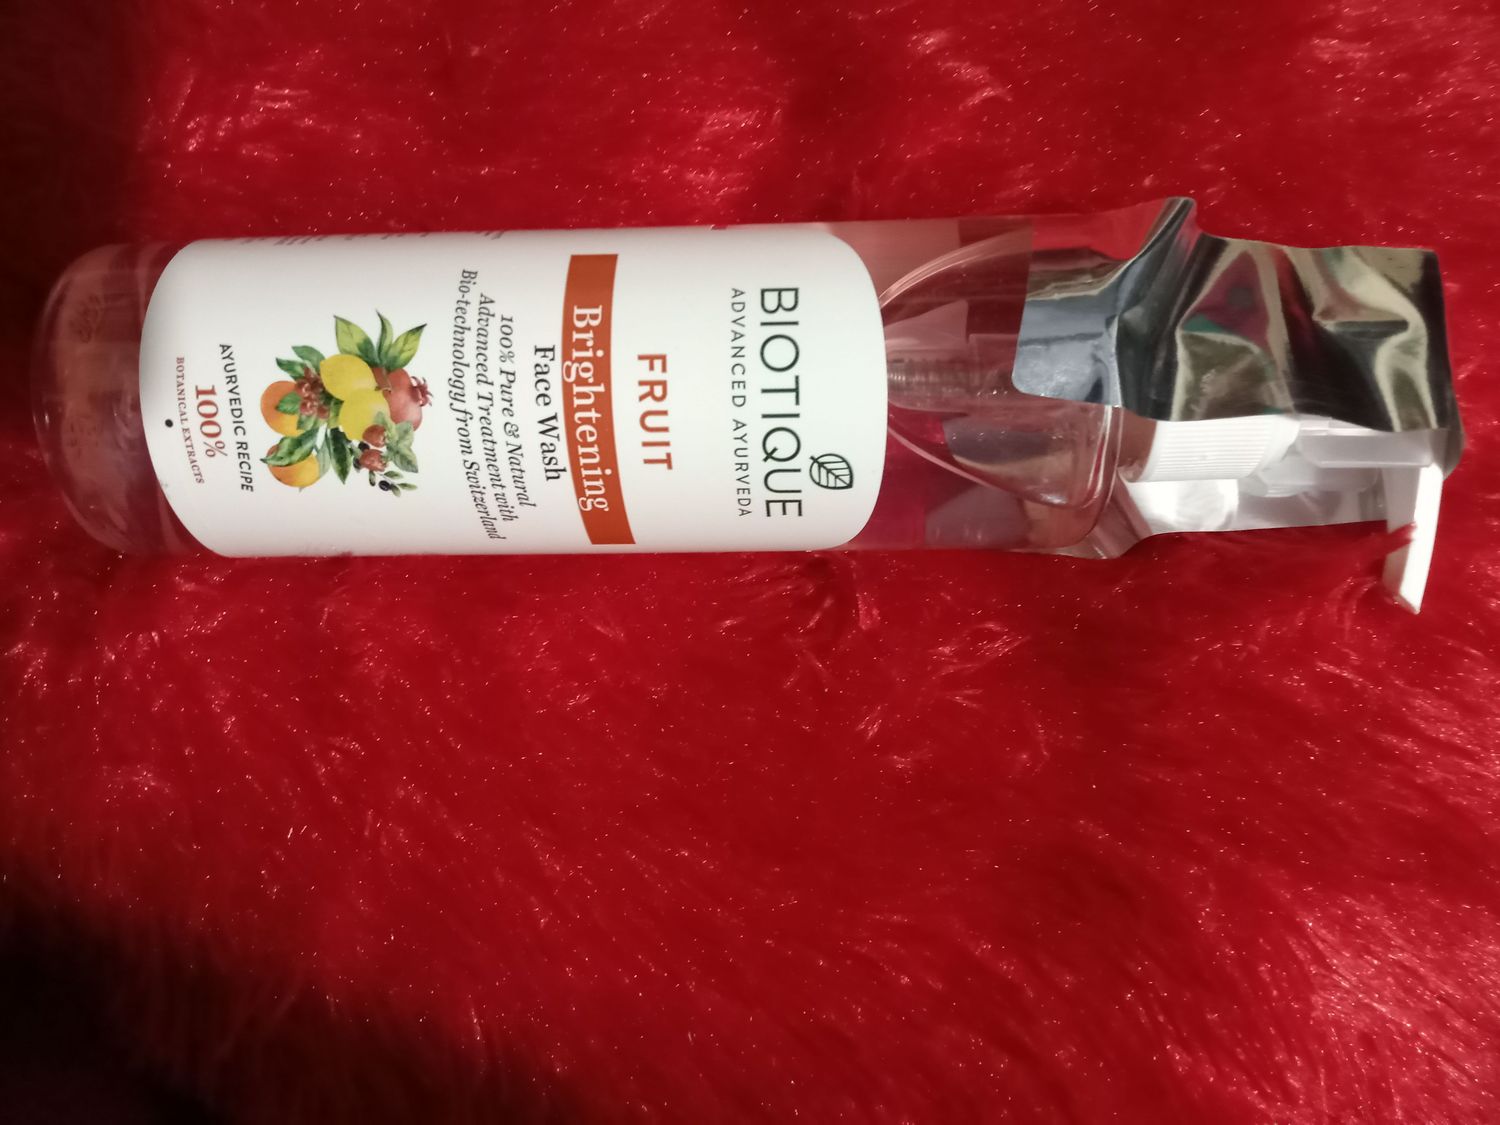 BIOTIQUE
ADVANCED AYURVEDA
FRUIT
Brightening
Face Wash
100% Pure & Natural
Advanced Treatment with
Bio-technology from Switzerland
AYURVEDIC RECIPE
100%
BOTANICAL EXTRACTS